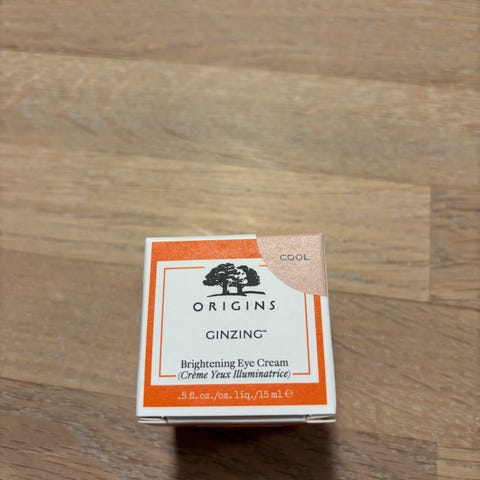 COOL
ORIGINS
GINZING™
Brightening Eye Cream
(Crème Yeux Illuminatrice)
.5 fl. oz./oz. liq./15 ml ℮